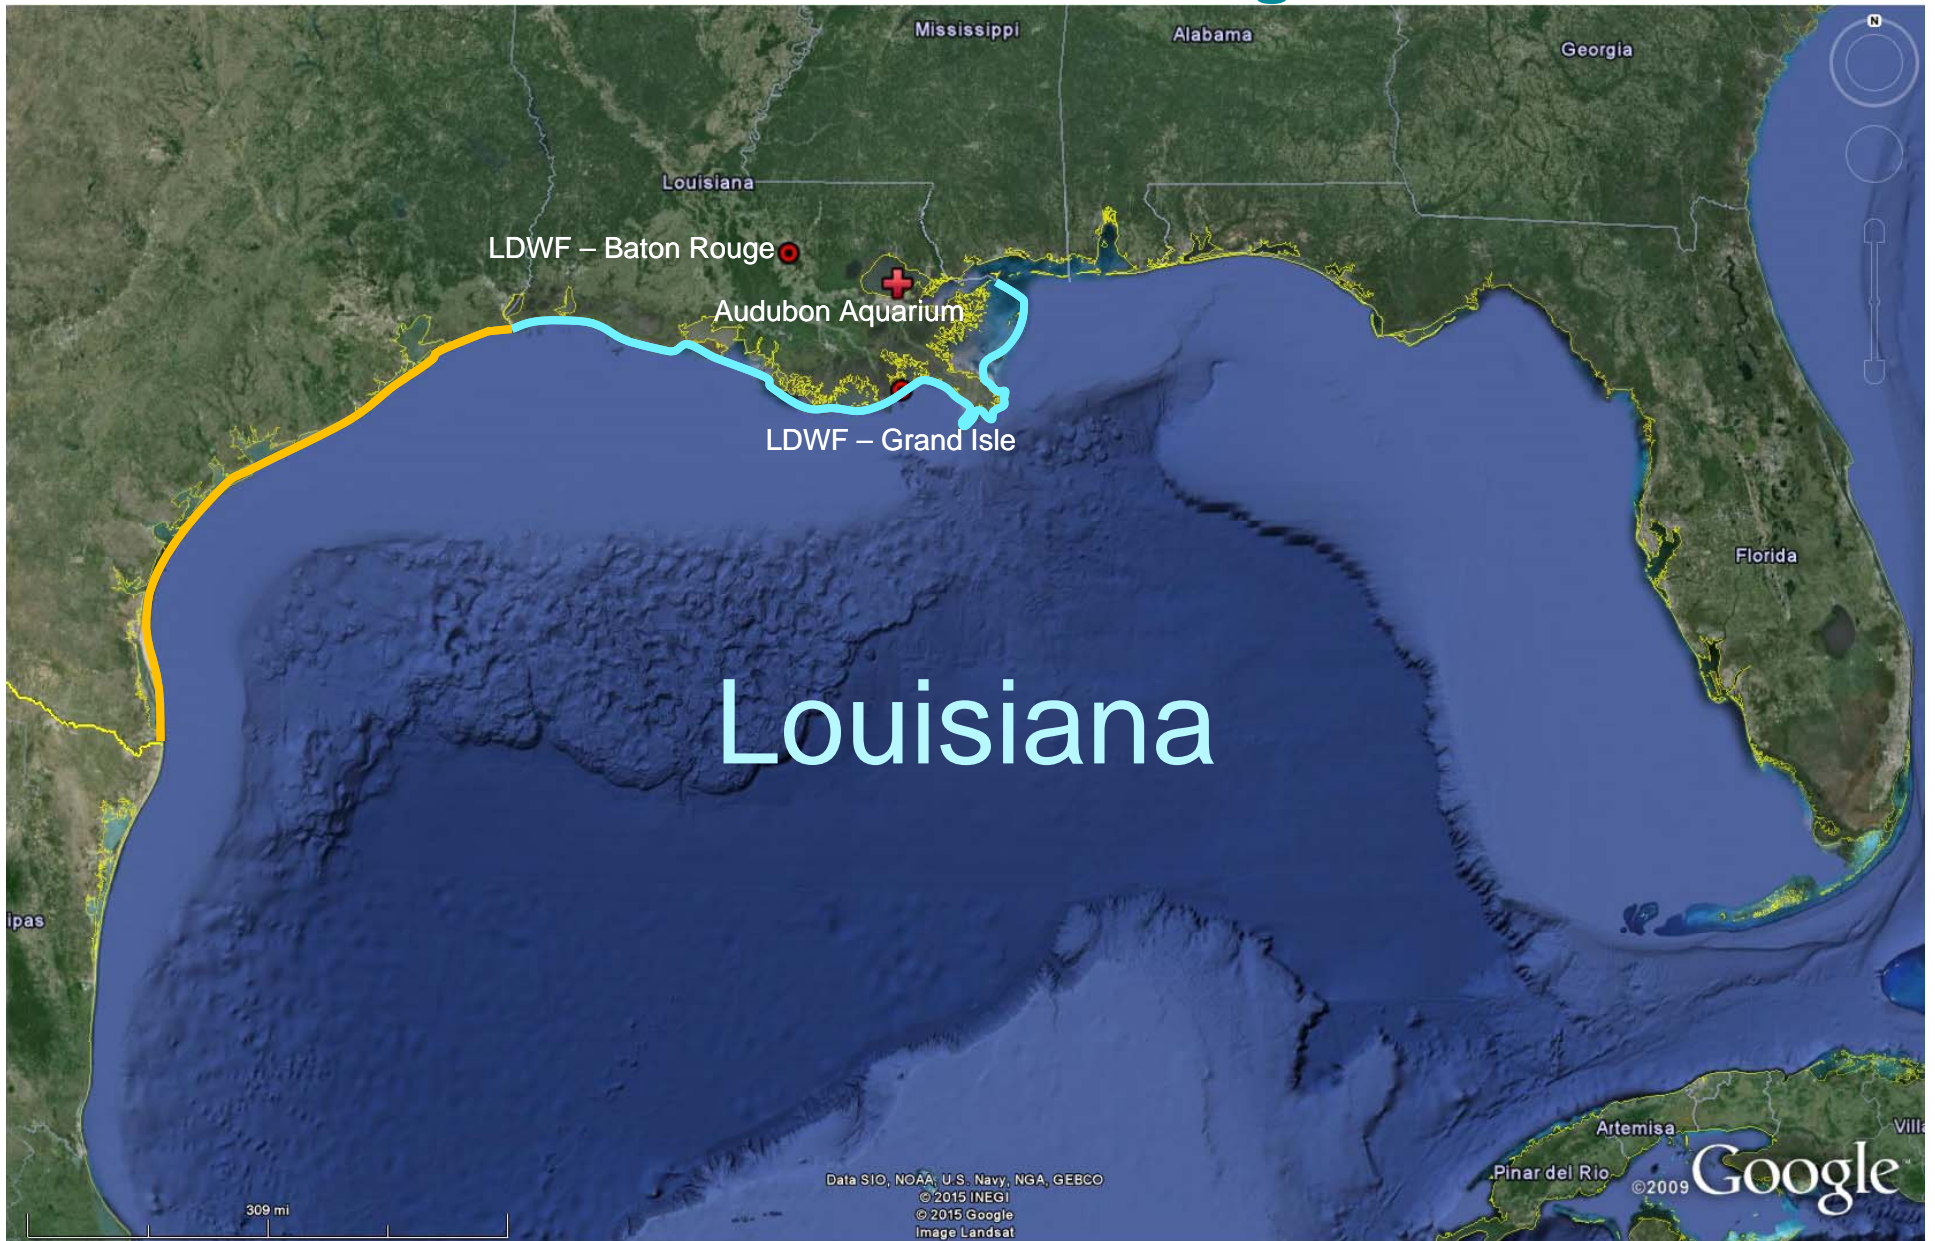 Mississippi
Alabama
Georgia
N
Louisiana
LDWF – Baton Rouge
Audubon Aquarium
LDWF – Grand Isle
Florida
Louisiana
ipas
Artemisa
Villa
Pinar del Rio
©2009 Google
Data SIO, NOAA, U.S. Navy, NGA, GEBCO
© 2015 INEGI
© 2015 Google
Image Landsat
309 mi